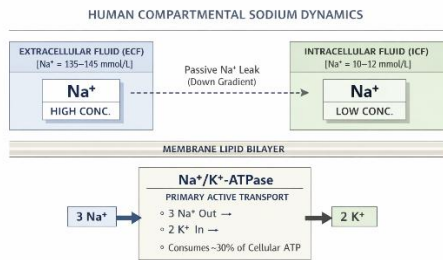 HUMAN COMPARTMENTAL SODIUM DYNAMICS
EXTRACELLULAR FLUID (ECF)
[Na⁺ = 135–145 mmol/L]
Na⁺
HIGH CONC.
Passive Na⁺ Leak
(Down Gradient)
INTRACELLULAR FLUID (ICF)
[Na⁺ = 10–12 mmol/L]
Na⁺
LOW CONC.
MEMBRANE LIPID BILAYER
Na⁺/K⁺-ATPase
PRIMARY ACTIVE TRANSPORT
∘ 3 Na⁺ Out →
∘ 2 K⁺ In →
∘ Consumes ~30% of Cellular ATP
3 Na⁺
2 K⁺